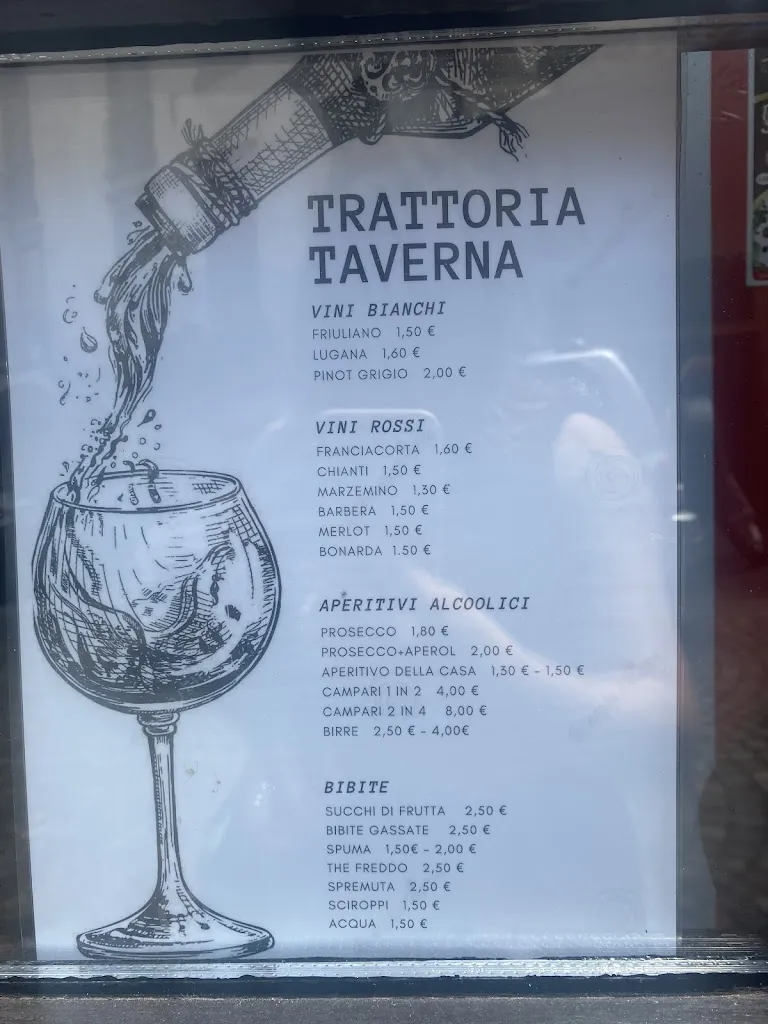 TRATTORIA
TAVERNA
VINI BIANCHI
FRIULIANO 1,50 €
LUGANA 1,60 €
PINOT GRIGIO 2,00 €
VINI ROSSI
FRANCIACORTA 1,60 €
CHIANTI 1,50 €
MARZEMINO 1,30 €
BARBERA 1,50 €
MERLOT 1,50 €
BONARDA 1.50 €
APERITIVI ALCOOLICI
PROSECCO 1,80 €
PROSECCO+APEROL 2,00 €
APERITIVO DELLA CASA 1,30 € - 1,50 €
CAMPARI 1 IN 2 4,00 €
CAMPARI 2 IN 4 8,00 €
BIRRE 2,50 € - 4,00€
BIBITE
SUCCHI DI FRUTTA 2,50 €
BIBITE GASSATE 2,50 €
SPUMA 1,50€ - 2,00 €
THE FREDDO 2,50 €
SPREMUTA 2,50 €
SCIROPPI 1,50 €
ACQUA 1,50 €